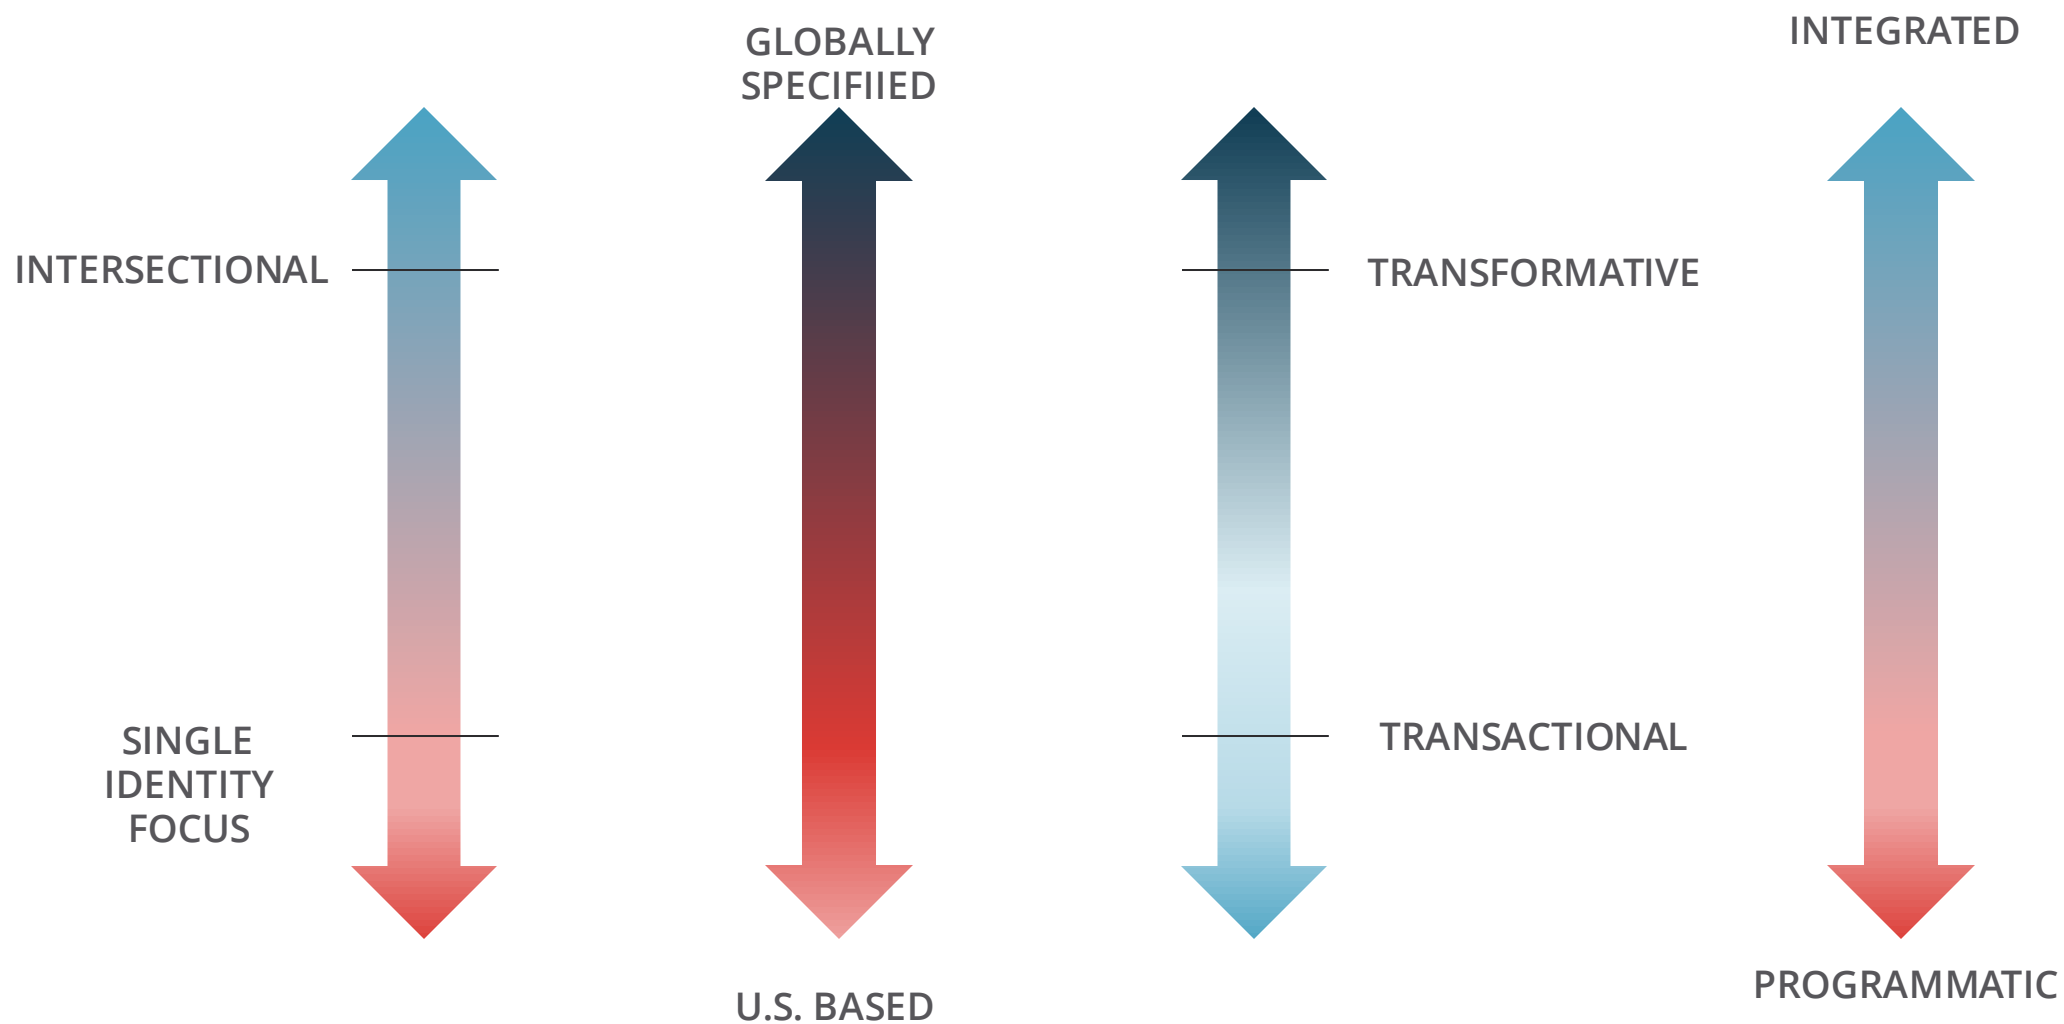 INTEGRATED
GLOBALLY
SPECIFIIED
INTERSECTIONAL
TRANSFORMATIVE
SINGLE
IDENTITY
FOCUS
TRANSACTIONAL
U.S. BASED
PROGRAMMATIC